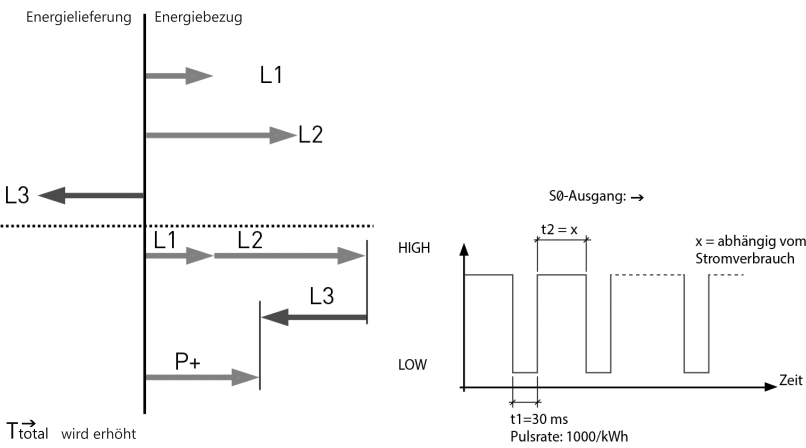 Energielieferung Energiebezug
L1
L2
L3
L1 L2
L3
P+
T→total wird erhöht
S0-Ausgang: →
t2 = x
HIGH
x = abhängig vom
Stromverbrauch
LOW
Zeit
t1=30 ms
Pulsrate: 1000/kWh